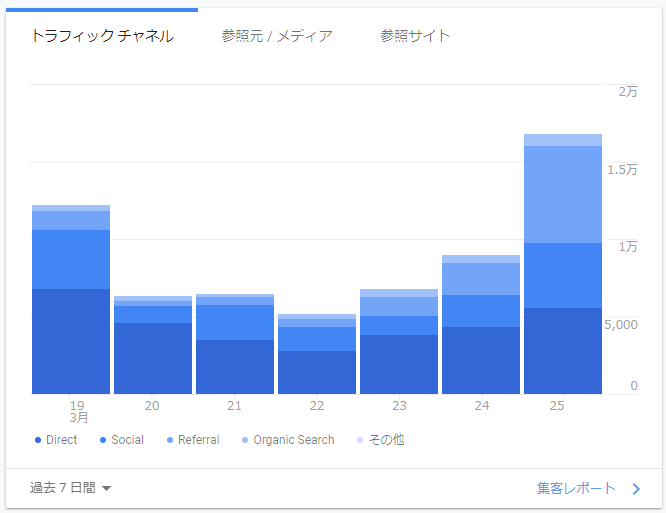 トラフィック チャネル 参照元 / メディア 参照サイト
2万
1.5万
1万
5,000
0
19 20 21 22 23 24 25
3月
Direct Social Referral Organic Search その他
過去 7 日間 集客レポート